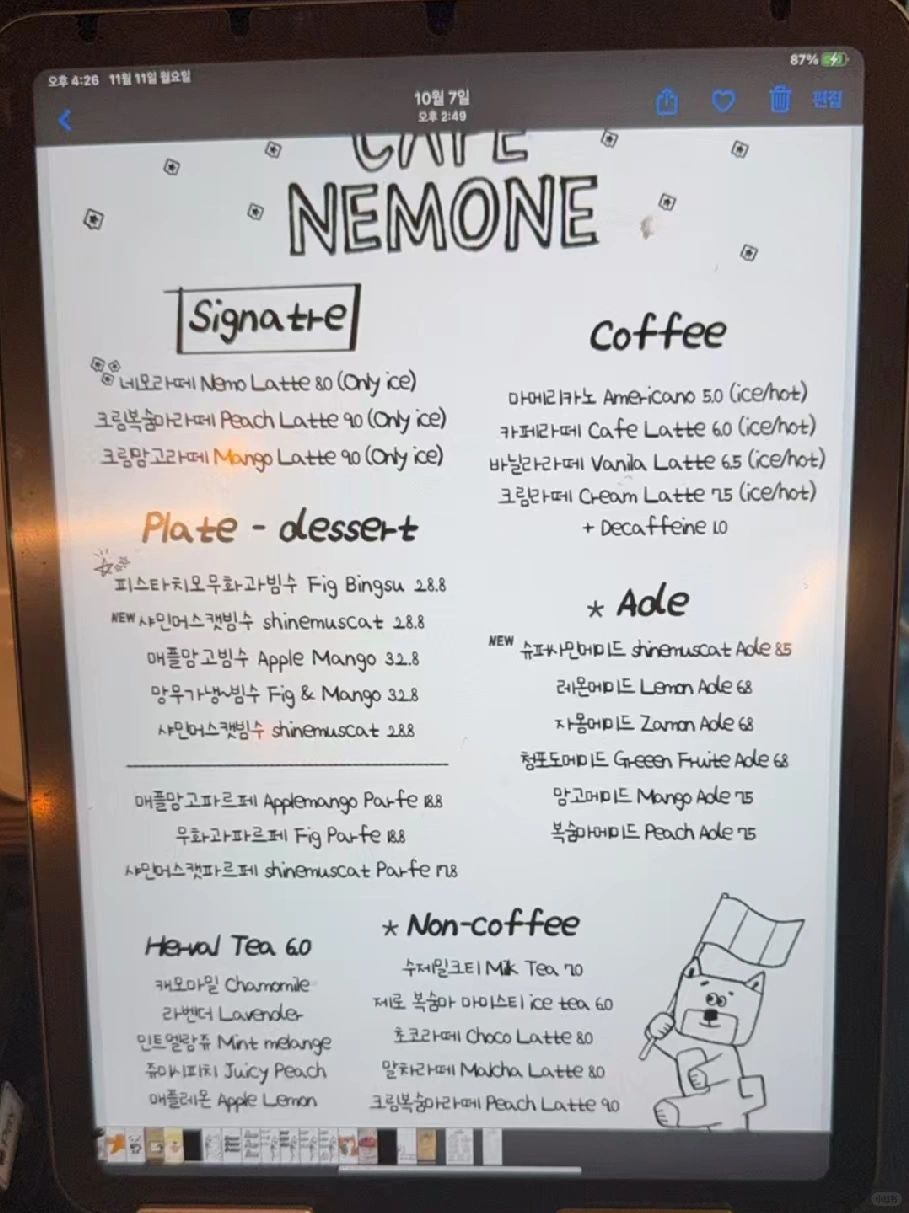 오후 4:26 11월 11일 월요일
87%
10월 7일
오후 2:49
편집
CAFE
NEMONE
Signatre
네모라떼 Nemo Latte 8.0 (Only ice)
크림복숭아라떼 Peach Latte 9.0 (Only ice)
크림망고라떼 Mango Latte 9.0 (Only ice)
Plate - dessert
피스타치오무화과빙수 Fig Bingsu 28.8
NEW 샤인머스캣빙수 shinemuscat 28.8
애플망고빙수 Apple Mango 32.8
망무가냉~빙수 Fig & Mango 32.8
샤인머스캣빙수 shinemuscat 28.8
애플망고파르페 Applemango Parfe 18.8
무화과파르페 Fig Parfe 18.8
샤인머스캣파르페 shinemuscat Parfe 17.8
Herval Tea 6.0
캐모마일 Chamomile
라벤더 Lavender
민트멜랑쥬 Mint melange
쥬이시피치 Juicy Peach
애플레몬 Apple Lemon
Coffee
아메리카노 Americano 5.0 (ice/hot)
카페라떼 Cafe Latte 6.0 (ice/hot)
바닐라라떼 Vanila Latte 6.5 (ice/hot)
크림라떼 Cream Latte 7.5 (ice/hot)
+ Decaffeine 1.0
* Ade
NEW 슈퍼샤인에이드 shinemuscat Ade 8.5
레몬에이드 Lemon Ade 6.8
자몽에이드 Zamon Ade 6.8
청포도에이드 Greeen Fruite Ade 6.8
망고에이드 Mango Ade 7.5
복숭아에이드 Peach Ade 7.5
* Non-coffee
수제밀크티 Milk Tea 7.0
제로 복숭아 아이스티 ice tea 6.0
초코라떼 Choco Latte 8.0
말차라떼 Malcha Latte 8.0
크림복숭아라떼 Peach Latte 9.0
小红书